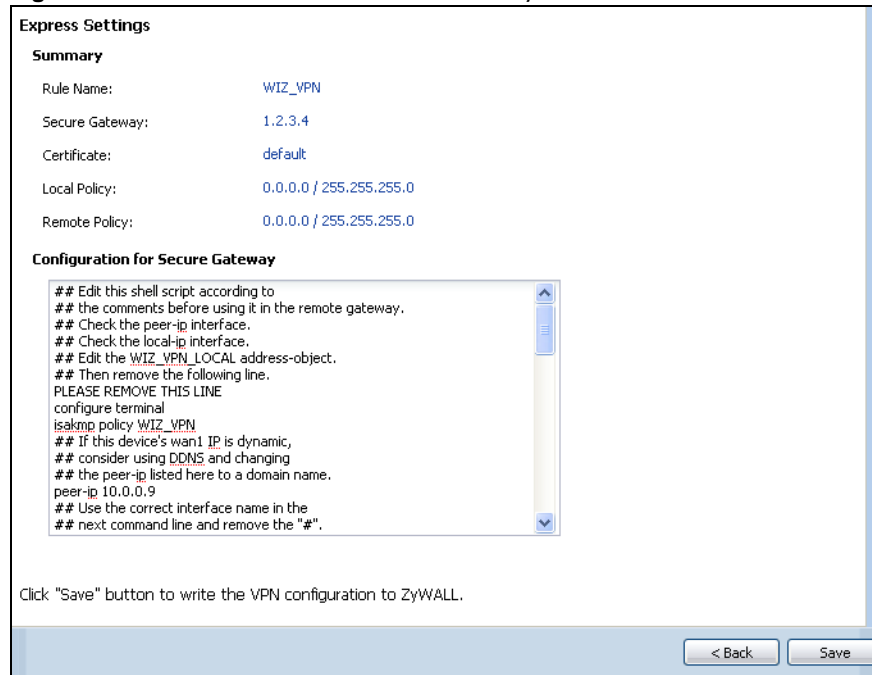 Express Settings
Summary
Rule Name: WIZ_VPN
Secure Gateway: 1.2.3.4
Certificate: default
Local Policy: 0.0.0.0 / 255.255.255.0
Remote Policy: 0.0.0.0 / 255.255.255.0
Configuration for Secure Gateway
## Edit this shell script according to
## the comments before using it in the remote gateway.
## Check the peer-ip interface.
## Check the local-ip interface.
## Edit the WIZ_VPN_LOCAL address-object.
## Then remove the following line.
PLEASE REMOVE THIS LINE
configure terminal
isakmp policy WIZ_VPN
## If this device's wan1 IP is dynamic,
## consider using DDNS and changing
## the peer-ip listed here to a domain name.
peer-ip 10.0.0.9
## Use the correct interface name in the
## next command line and remove the "#".
Click "Save" button to write the VPN configuration to ZyWALL.
< Back Save